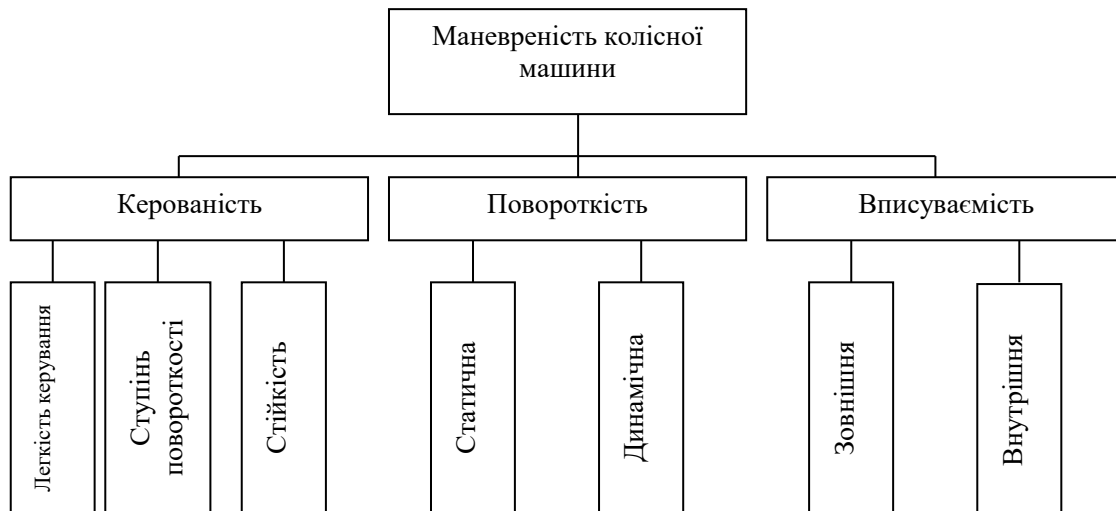 Маневреність колісної
машини
Керованість
Повороткість
Вписуваємість
Легкість керування
Ступінь
повороткості
Стійкість
Статична
Динамічна
Зовнішня
Внутрішня